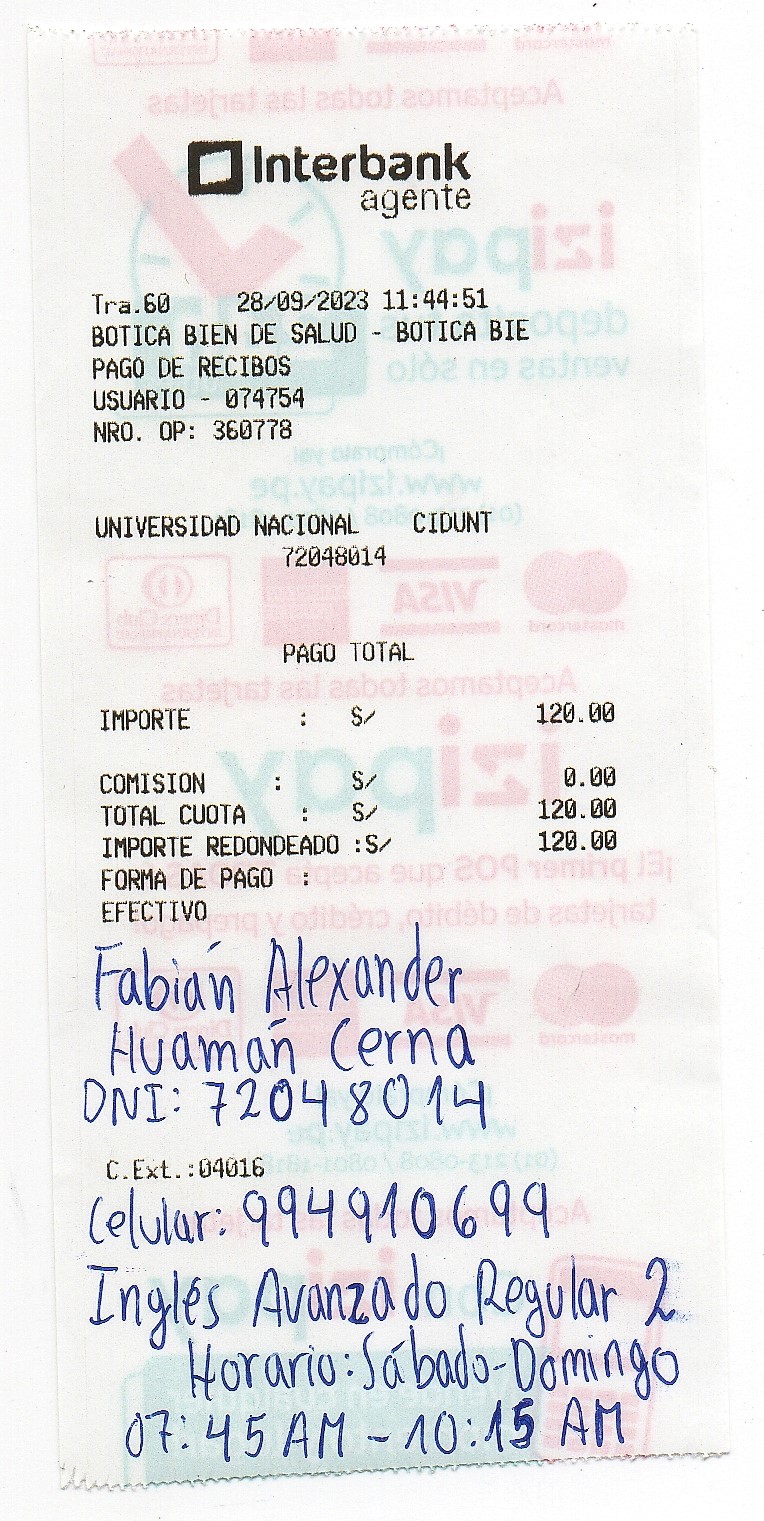 Interbank
agente
Tra.60 28/09/2023 11:44:51
BOTICA BIEN DE SALUD - BOTICA BIE
PAGO DE RECIBOS
USUARIO - 074754
NRO. OP: 360778
UNIVERSIDAD NACIONAL CIDUNT
72048014
PAGO TOTAL
IMPORTE : S/ 120.00
COMISION : S/ 0.00
TOTAL CUOTA : S/ 120.00
IMPORTE REDONDEADO :S/ 120.00
FORMA DE PAGO :
EFECTIVO
Fabián Alexander
Huamán Cerna
DNI: 72048014
C.Ext.:04016
Celular: 994910699
Inglés Avanzado Regular 2
Horario: Sábado-Domingo
07:45 AM - 10:15 AM